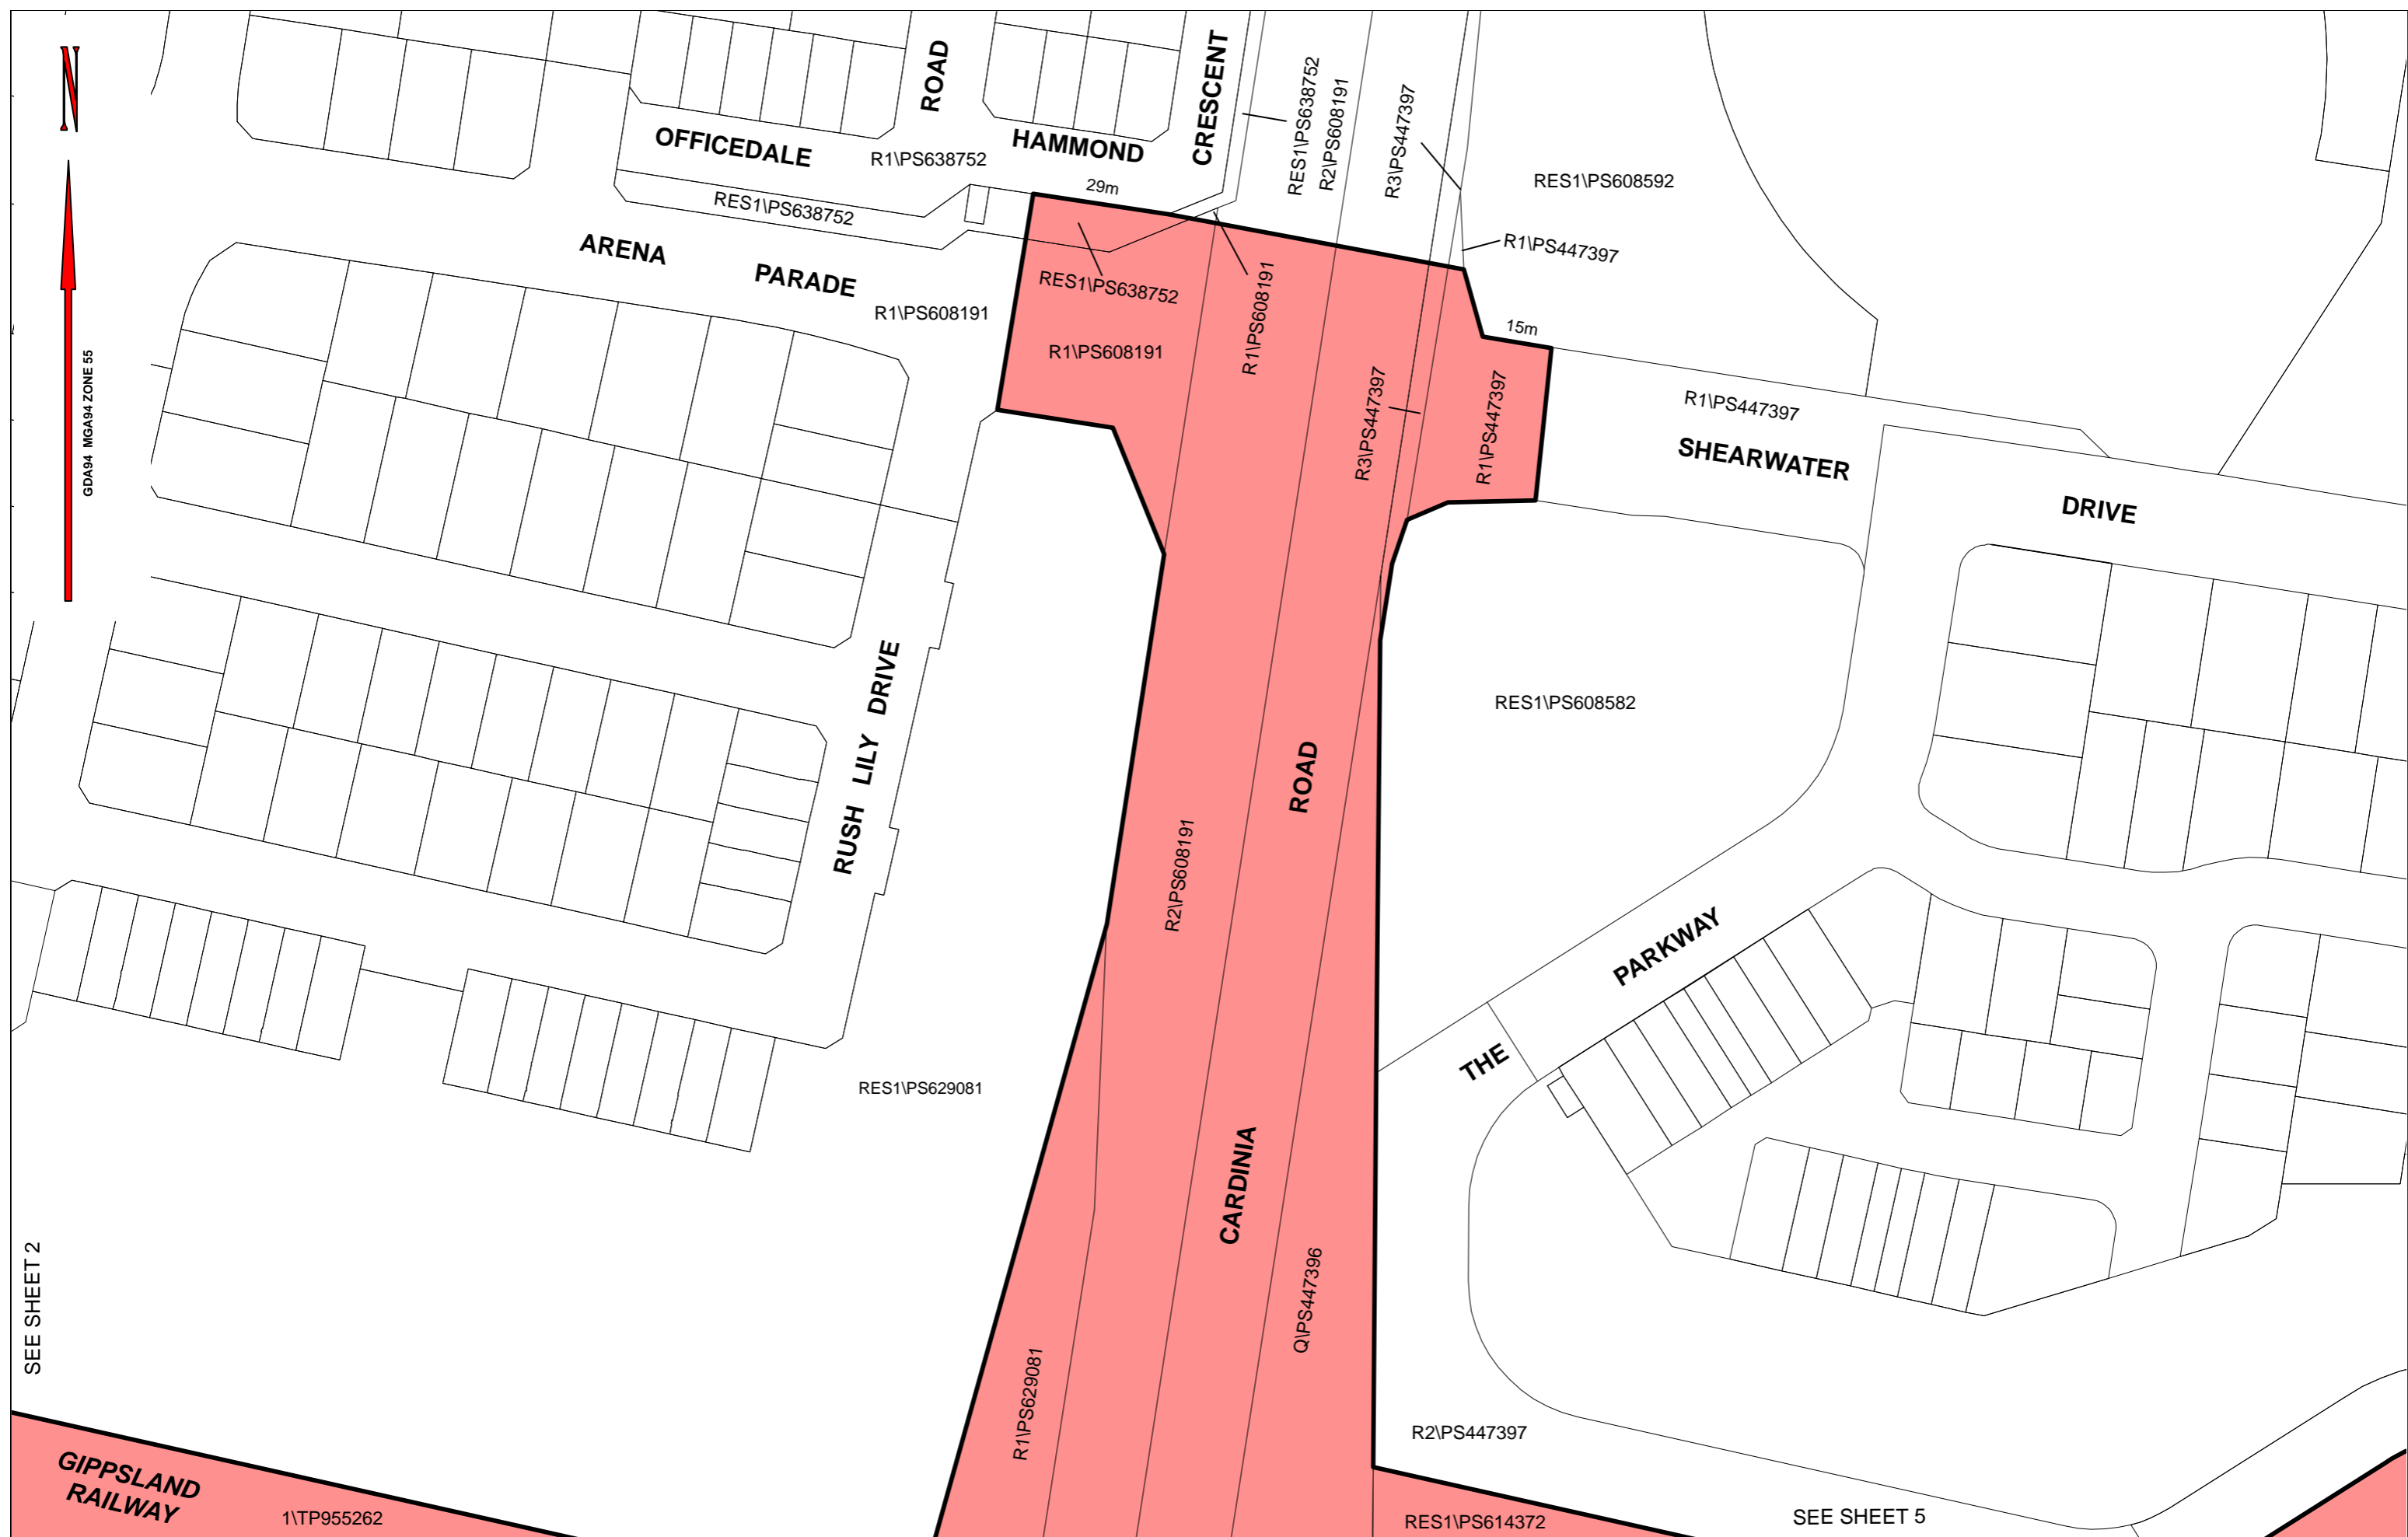 N
GDA94 MGA94 ZONE 55
ROAD
CRESCENT
OFFICEDALE
R1\PS638752
HAMMOND
RES1\PS638752
R2\PS608191
R3\PS447397
RES1\PS608592
29m
RES1\PS638752
ARENA
PARADE
R1\PS608191
RES1\PS638752
R1\PS608191
R1\PS608191
R1\PS447397
15m
R3\PS447397
R1\PS447397
R1\PS447397
SHEARWATER
DRIVE
RUSH LILY DRIVE
RES1\PS608582
ROAD
R2\PS608191
PARKWAY
THE
RES1\PS629081
CARDINIA
Q\PS447396
R1\PS629081
SEE SHEET 2
R2\PS447397
GIPPSLAND
RAILWAY
1\TP955262
RES1\PS614372
SEE SHEET 5